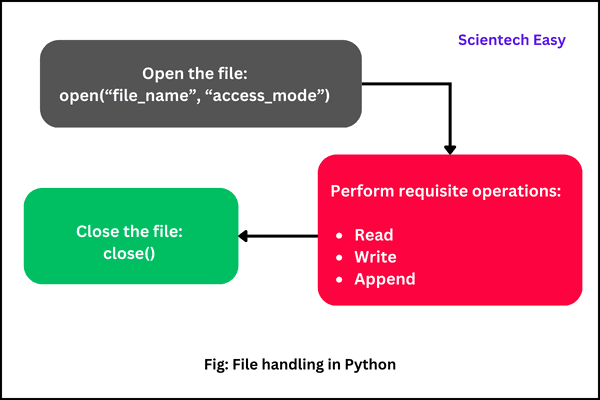 Scientech Easy
Open the file:
open(“file_name”, “access_mode”)
Perform requisite operations:
• Read
• Write
• Append
Close the file:
close()
Fig: File handling in Python